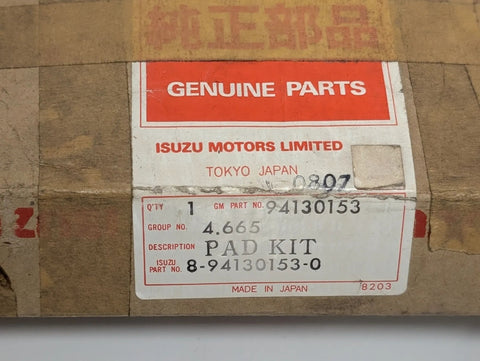 純正部品
GENUINE PARTS
ISUZU MOTORS LIMITED
TOKYO JAPAN
0807
Q'TY 1 GM PART NO. 94130153
GROUP NO. 4.665
DESCRIPTION PAD KIT
ISUZU PART NO. 8-94130153-0
MADE IN JAPAN 8203